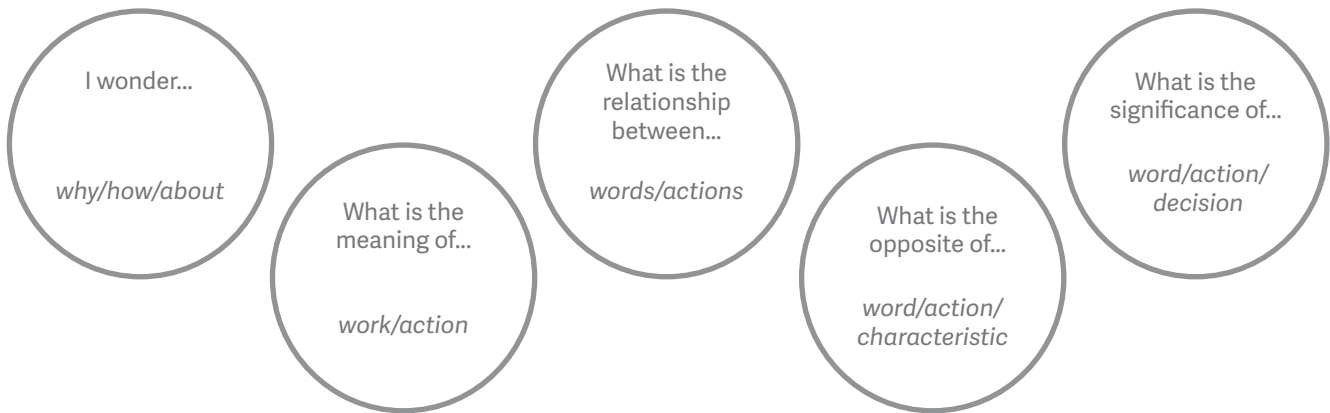 I wonder...
why/how/about
What is the
meaning of...
work/action
What is the
relationship
between...
words/actions
What is the
opposite of...
word/action/
characteristic
What is the
significance of...
word/action/
decision